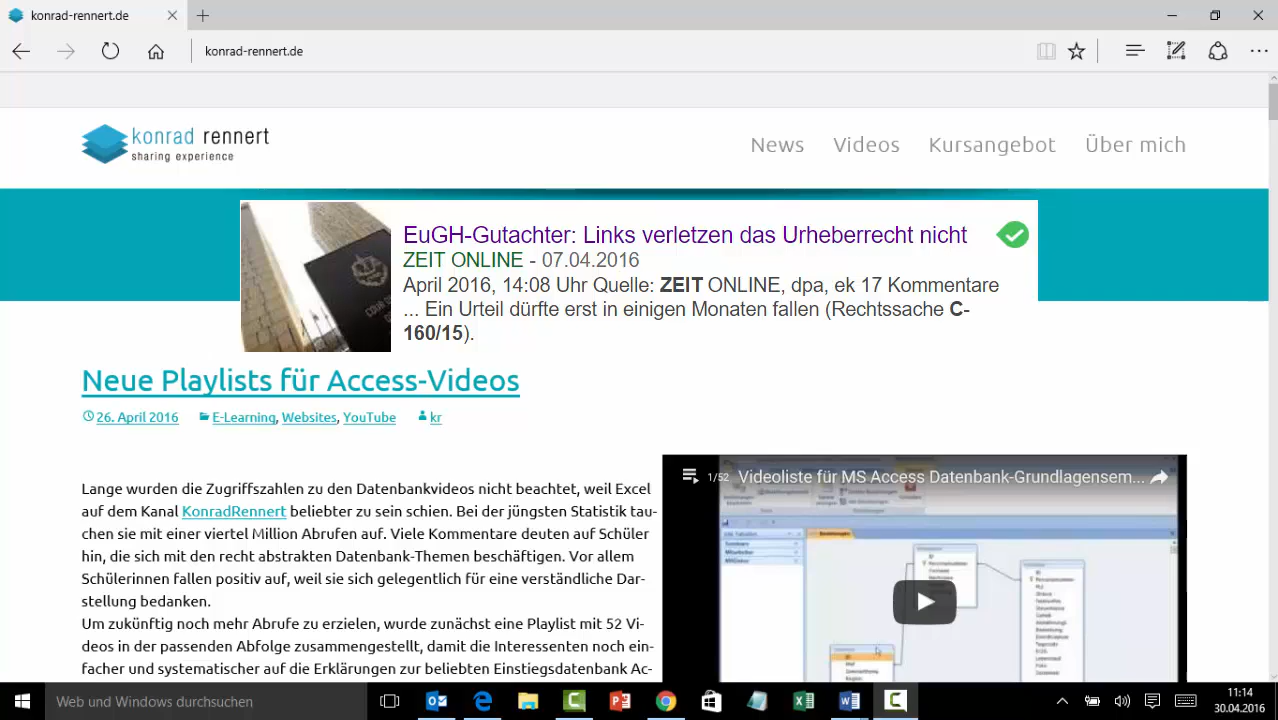 konrad-rennert.de
konrad-rennert.de
konrad rennert
sharing experience
News Videos Kursangebot Über mich
EuGH-Gutachter: Links verletzen das Urheberrecht nicht
ZEIT ONLINE - 07.04.2016
April 2016, 14:08 Uhr Quelle: ZEIT ONLINE, dpa, ek 17 Kommentare
... Ein Urteil dürfte erst in einigen Monaten fallen (Rechtssache C-
160/15).
Neue Playlists für Access-Videos
26. April 2016 E-Learning, Websites, YouTube kr
Lange wurden die Zugriffszahlen zu den Datenbankvideos nicht beachtet, weil Excel
auf dem Kanal KonradRennert beliebter zu sein schien. Bei der jüngsten Statistik tau-
chen sie mit einer viertel Million Abrufen auf. Viele Kommentare deuten auf Schüler
hin, die sich mit den recht abstrakten Datenbank-Themen beschäftigen. Vor allem
Schülerinnen fallen positiv auf, weil sie sich gelegentlich für eine verständliche Dar-
stellung bedanken.
Um zukünftig noch mehr Abrufe zu erzielen, wurde zunächst eine Playlist mit 52 Vi-
deos in der passenden Abfolge zusammengestellt, damit die Interessenten noch ein-
facher und systematischer auf die Erklärungen zur beliebten Einstiegsdatenbank Ac-
1/52 Videoliste für MS Access Datenbank-Grundlagensem...
Web und Windows durchsuchen
11:14
30.04.2016